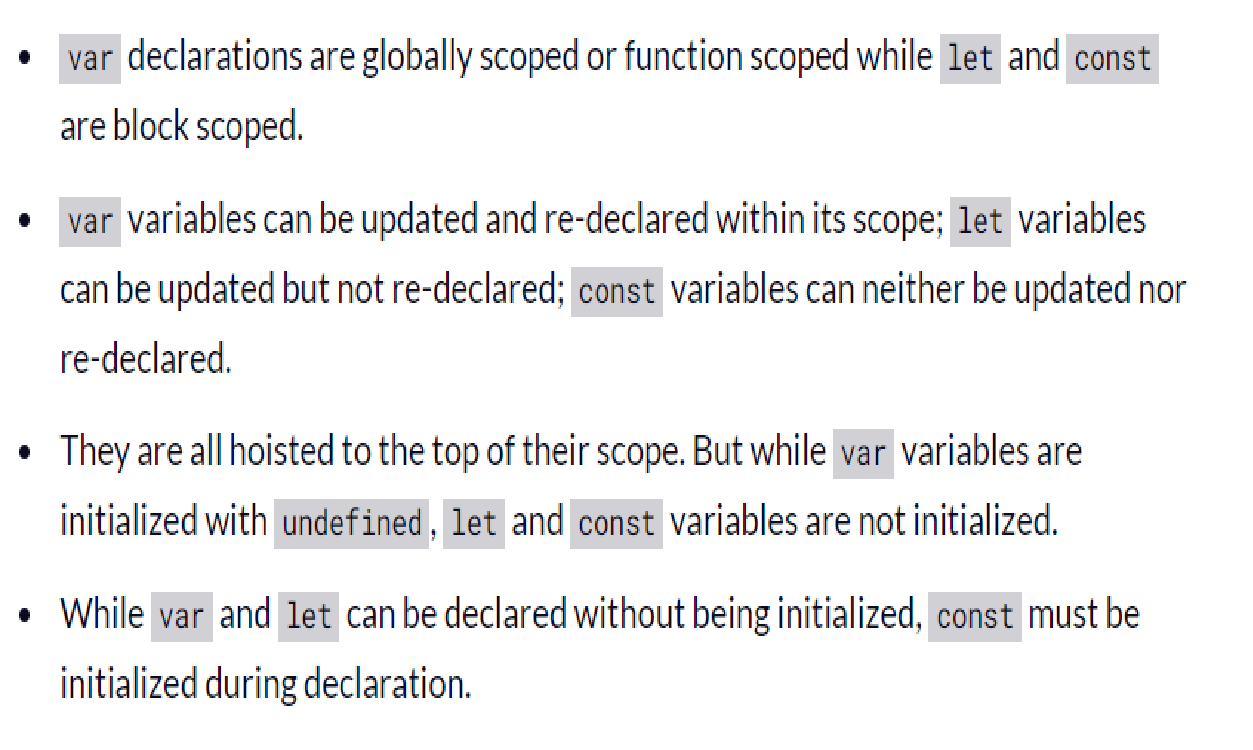 • var declarations are globally scoped or function scoped while let and const
are block scoped.
• var variables can be updated and re-declared within its scope; let variables
can be updated but not re-declared; const variables can neither be updated nor
re-declared.
• They are all hoisted to the top of their scope. But while var variables are
initialized with undefined, let and const variables are not initialized.
• While var and let can be declared without being initialized, const must be
initialized during declaration.